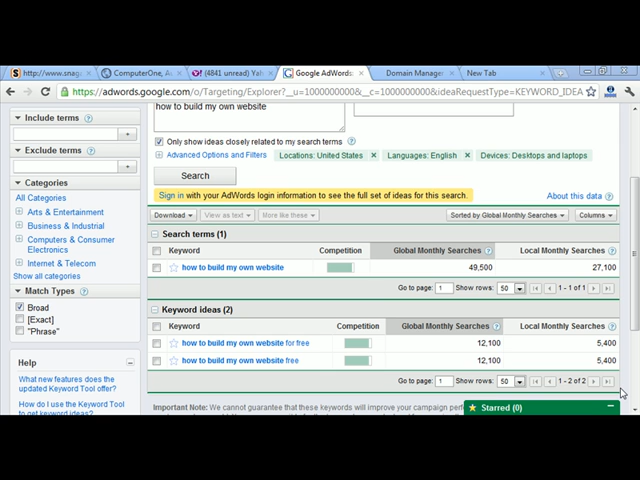 http://www.snag
ComputerOne, Ac
(4841 unread) Yah
Google AdWords:
Domain Manager
New Tab
https://adwords.google.com/o/Targeting/Explorer?__u=1000000000&__c=1000000000&ideaRequestType=KEYWORD_IDEA
how to build my own website
Include terms
Only show ideas closely related to my search terms
Exclude terms
Advanced Options and Filters
Locations: United States
Languages: English
Devices: Desktops and laptops
Search
Categories
Sign in with your AdWords login information to see the full set of ideas for this search.
About this data
All Categories
Arts & Entertainment
Download
View as text
More like these
Sorted by Global Monthly Searches
Columns
Business & Industrial
Search terms (1)
Computers & Consumer
Electronics
Keyword
Competition
Global Monthly Searches
Local Monthly Searches
Internet & Telecom
how to build my own website
49,500
27,100
Show all categories
Match Types
Go to page: 1 Show rows: 50 1 - 1 of 1
Broad
Keyword ideas (2)
[Exact]
Keyword
Competition
Global Monthly Searches
Local Monthly Searches
"Phrase"
how to build my own website for free
12,100
5,400
Help
how to build my own website free
12,100
5,400
What new features does the
updated Keyword Tool offer?
Go to page: 1 Show rows: 50 1 - 2 of 2
How do I use the Keyword Tool
to get keyword ideas?
Important Note: We cannot guarantee that these keywords will improve your campaign perf
Starred (0)